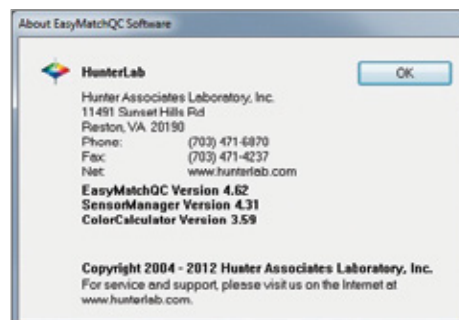 About EasyMatchQC Software
HunterLab
OK
Hunter Associates Laboratory, Inc.
11491 Sunset Hills Rd
Reston, VA 20190
Phone: (703) 471-6870
Fax: (703) 471-4237
Net: www.hunterlab.com
EasyMatchQC Version 4.62
SensorManager Version 4.31
ColorCalculator Version 3.59
Copyright 2004 - 2012 Hunter Associates Laboratory, Inc.
For service and support, please visit us on the Internet at
www.hunterlab.com.